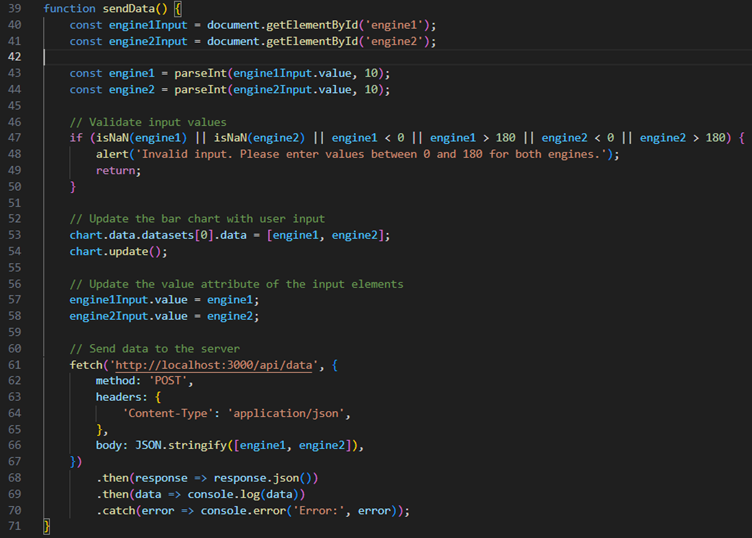 39 function sendData() {
40     const engine1Input = document.getElementById('engine1');
41     const engine2Input = document.getElementById('engine2');
42
43     const engine1 = parseInt(engine1Input.value, 10);
44     const engine2 = parseInt(engine2Input.value, 10);
45
46     // Validate input values
47     if (isNaN(engine1) || isNaN(engine2) || engine1 < 0 || engine1 > 180 || engine2 < 0 || engine2 > 180) {
48         alert('Invalid input. Please enter values between 0 and 180 for both engines.');
49         return;
50     }
51
52     // Update the bar chart with user input
53     chart.data.datasets[0].data = [engine1, engine2];
54     chart.update();
55
56     // Update the value attribute of the input elements
57     engine1Input.value = engine1;
58     engine2Input.value = engine2;
59
60     // Send data to the server
61     fetch('http://localhost:3000/api/data', {
62         method: 'POST',
63         headers: {
64             'Content-Type': 'application/json',
65         },
66         body: JSON.stringify([engine1, engine2]),
67     })
68         .then(response => response.json())
69         .then(data => console.log(data))
70         .catch(error => console.error('Error:', error));
71 }